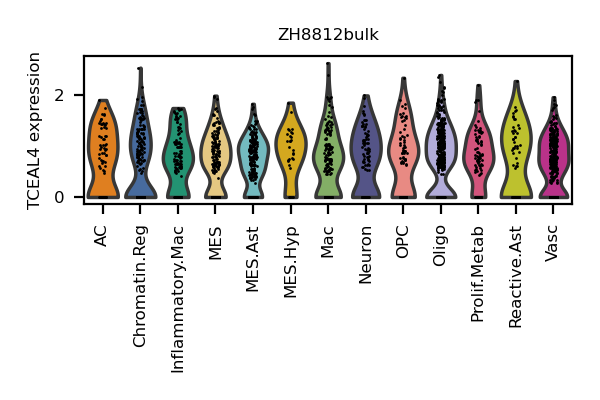 ZH8812bulk
TCEAL4 expression
2
0
AC
Chromatin.Reg
Inflammatory.Mac
MES
MES.Ast
MES.Hyp
Mac
Neuron
OPC
Oligo
Prolif.Metab
Reactive.Ast
Vasc